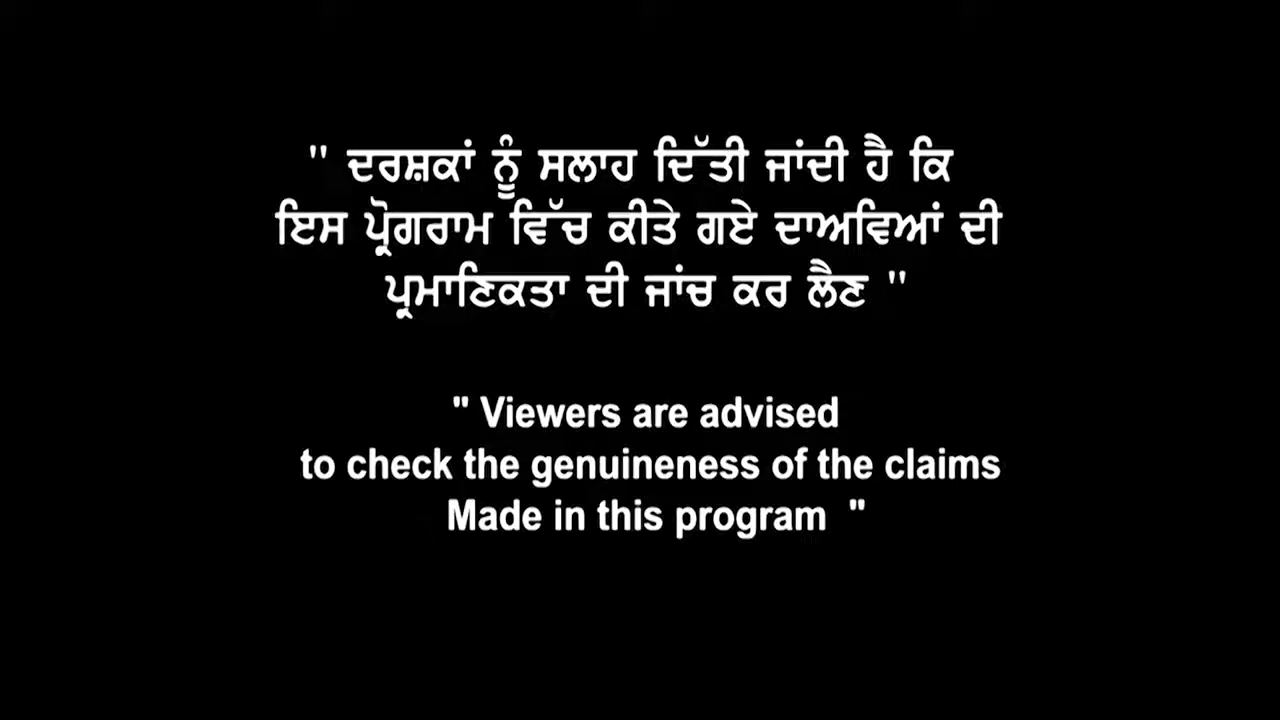 " ਦਰਸ਼ਕਾਂ ਨੂੰ ਸਲਾਹ ਦਿੱਤੀ ਜਾਂਦੀ ਹੈ ਕਿ
ਇਸ ਪ੍ਰੋਗਰਾਮ ਵਿੱਚ ਕੀਤੇ ਗਏ ਦਾਅਵਿਆਂ ਦੀ
ਪ੍ਰਮਾਣਿਕਤਾ ਦੀ ਜਾਂਚ ਕਰ ਲੈਣ "
" Viewers are advised
to check the genuineness of the claims
Made in this program "